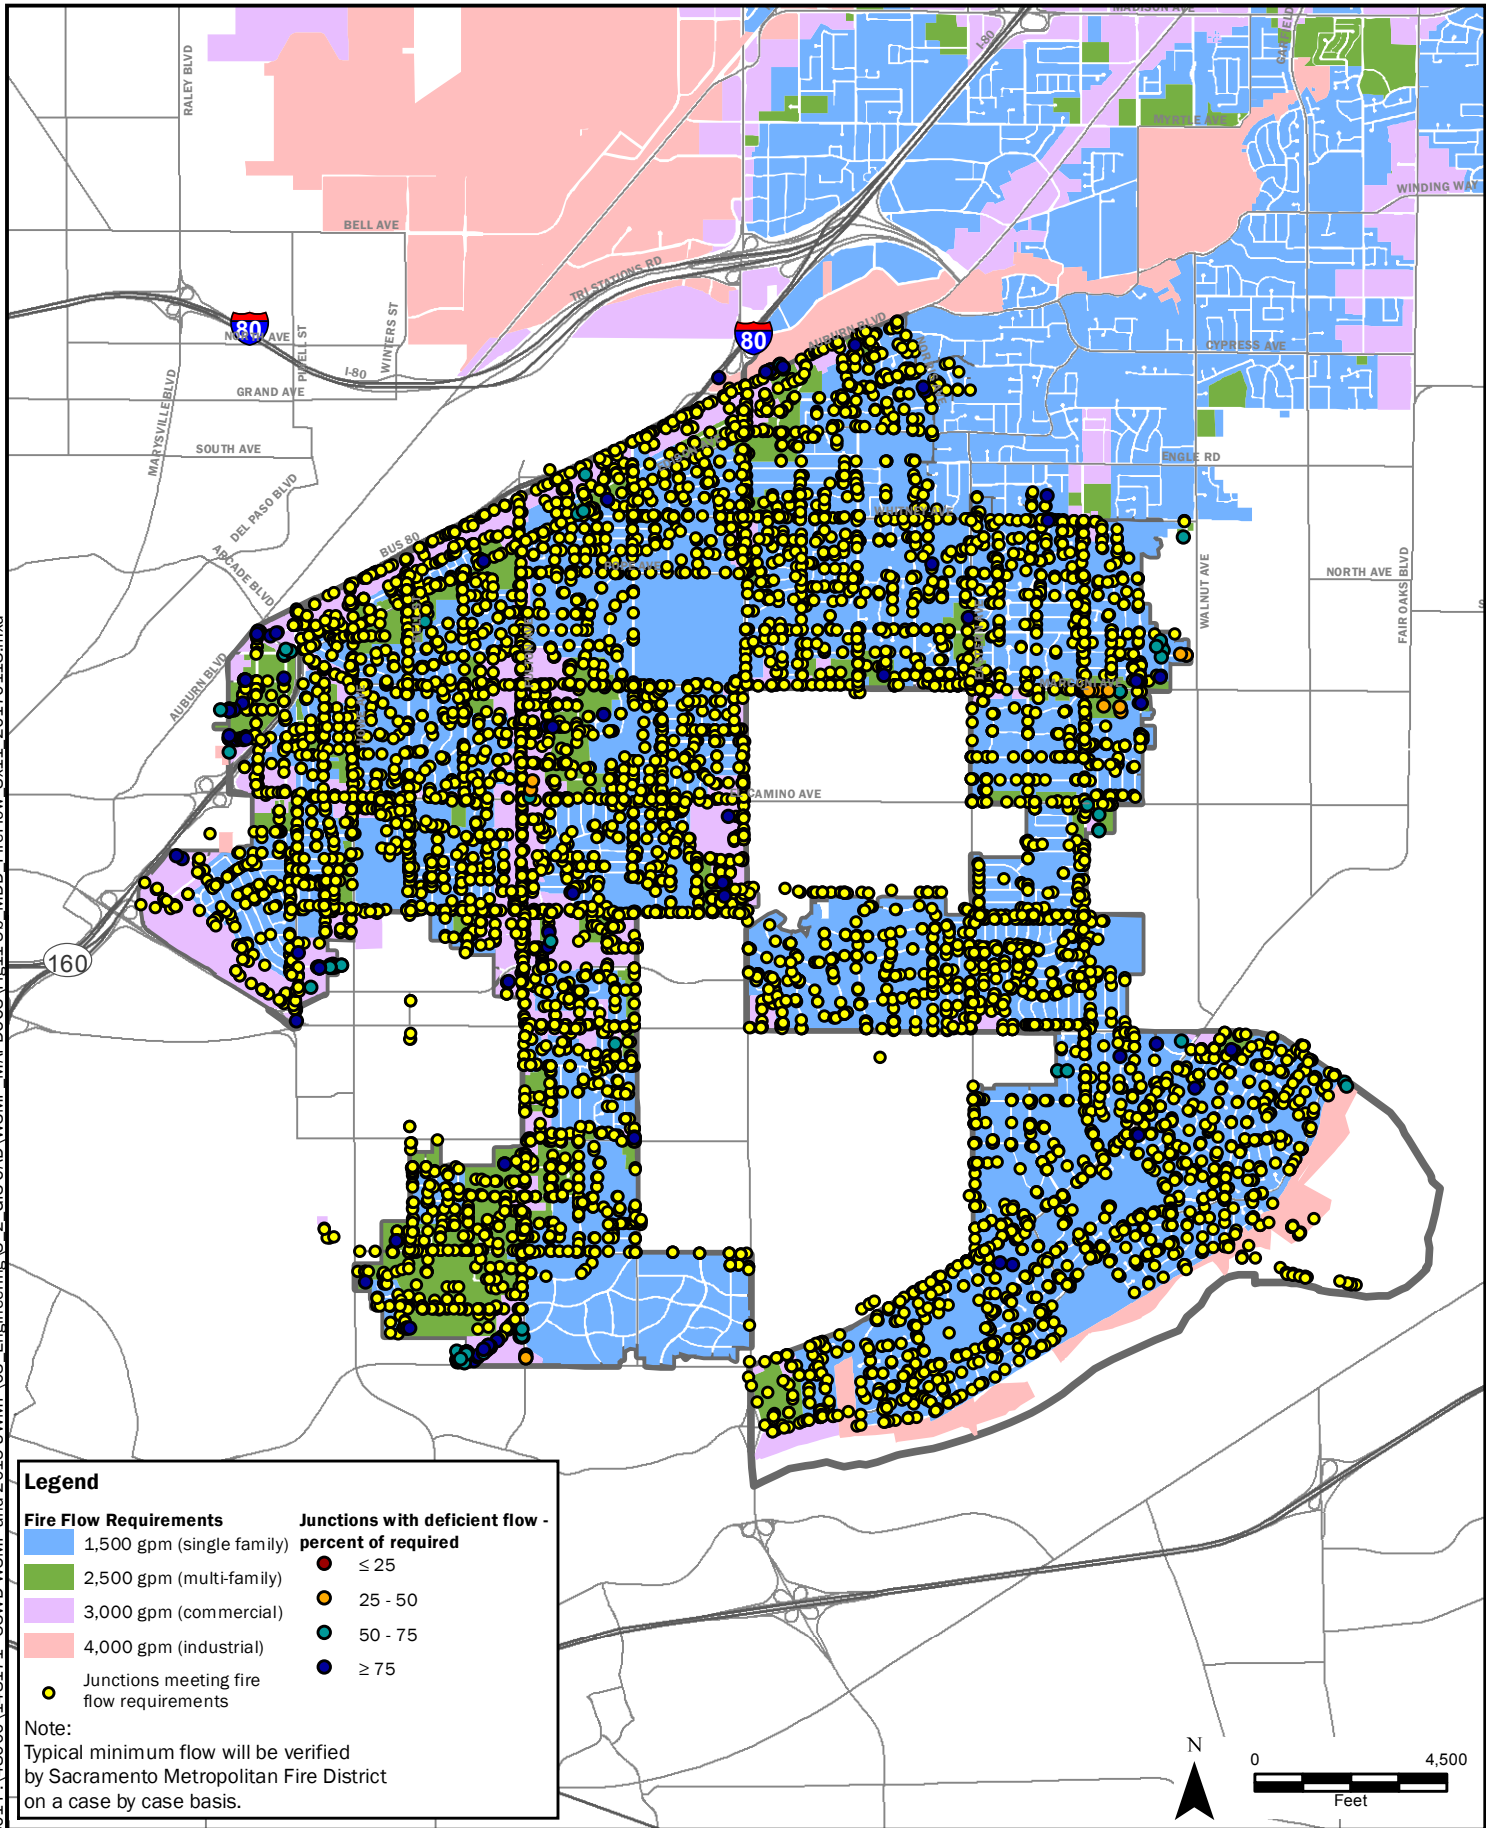 MADISON AVE
I-80
GARFIELD
RALEY BLVD
MYRTLE AVE
WINDING WAY
BELL AVE
TRI STATIONS RD
WINTERS ST
80
NORTH AVE
80
AUBURN BLVD
CYPRESS AVE
I-80
GRAND AVE
MARYSVILLE BLVD
SOUTH AVE
ENGLE RD
DEL PASO BLVD
WHITNEY AVE
BUS 80
ARCADE BLVD
NORTH AVE
WALNUT AVE
FAIR OAKS BLVD
AUBURN BLVD
MARCONI AVE
EL CAMINO AVE
160
Legend
Fire Flow Requirements
1,500 gpm (single family)
2,500 gpm (multi-family)
3,000 gpm (commercial)
4,000 gpm (industrial)
Junctions meeting fire
flow requirements
Junctions with deficient flow -
percent of required
≤ 25
25 - 50
50 - 75
≥ 75
Note:
Typical minimum flow will be verified
by Sacramento Metropolitan Fire District
on a case by case basis.
N
0 4,500
Feet